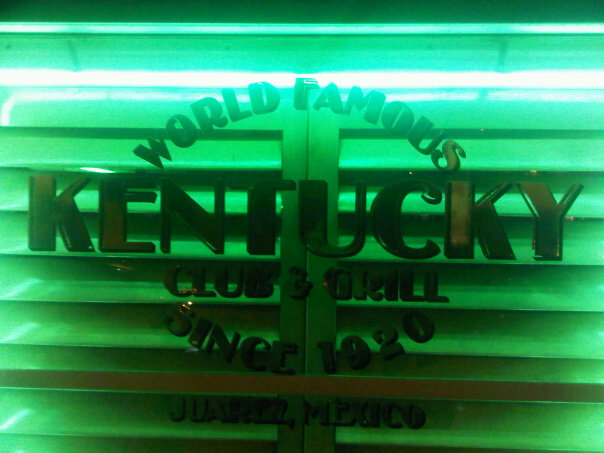 WORLD FAMOUS
KENTUCKY
CLUB & GRILL
SINCE 1920
JUAREZ, MEXICO